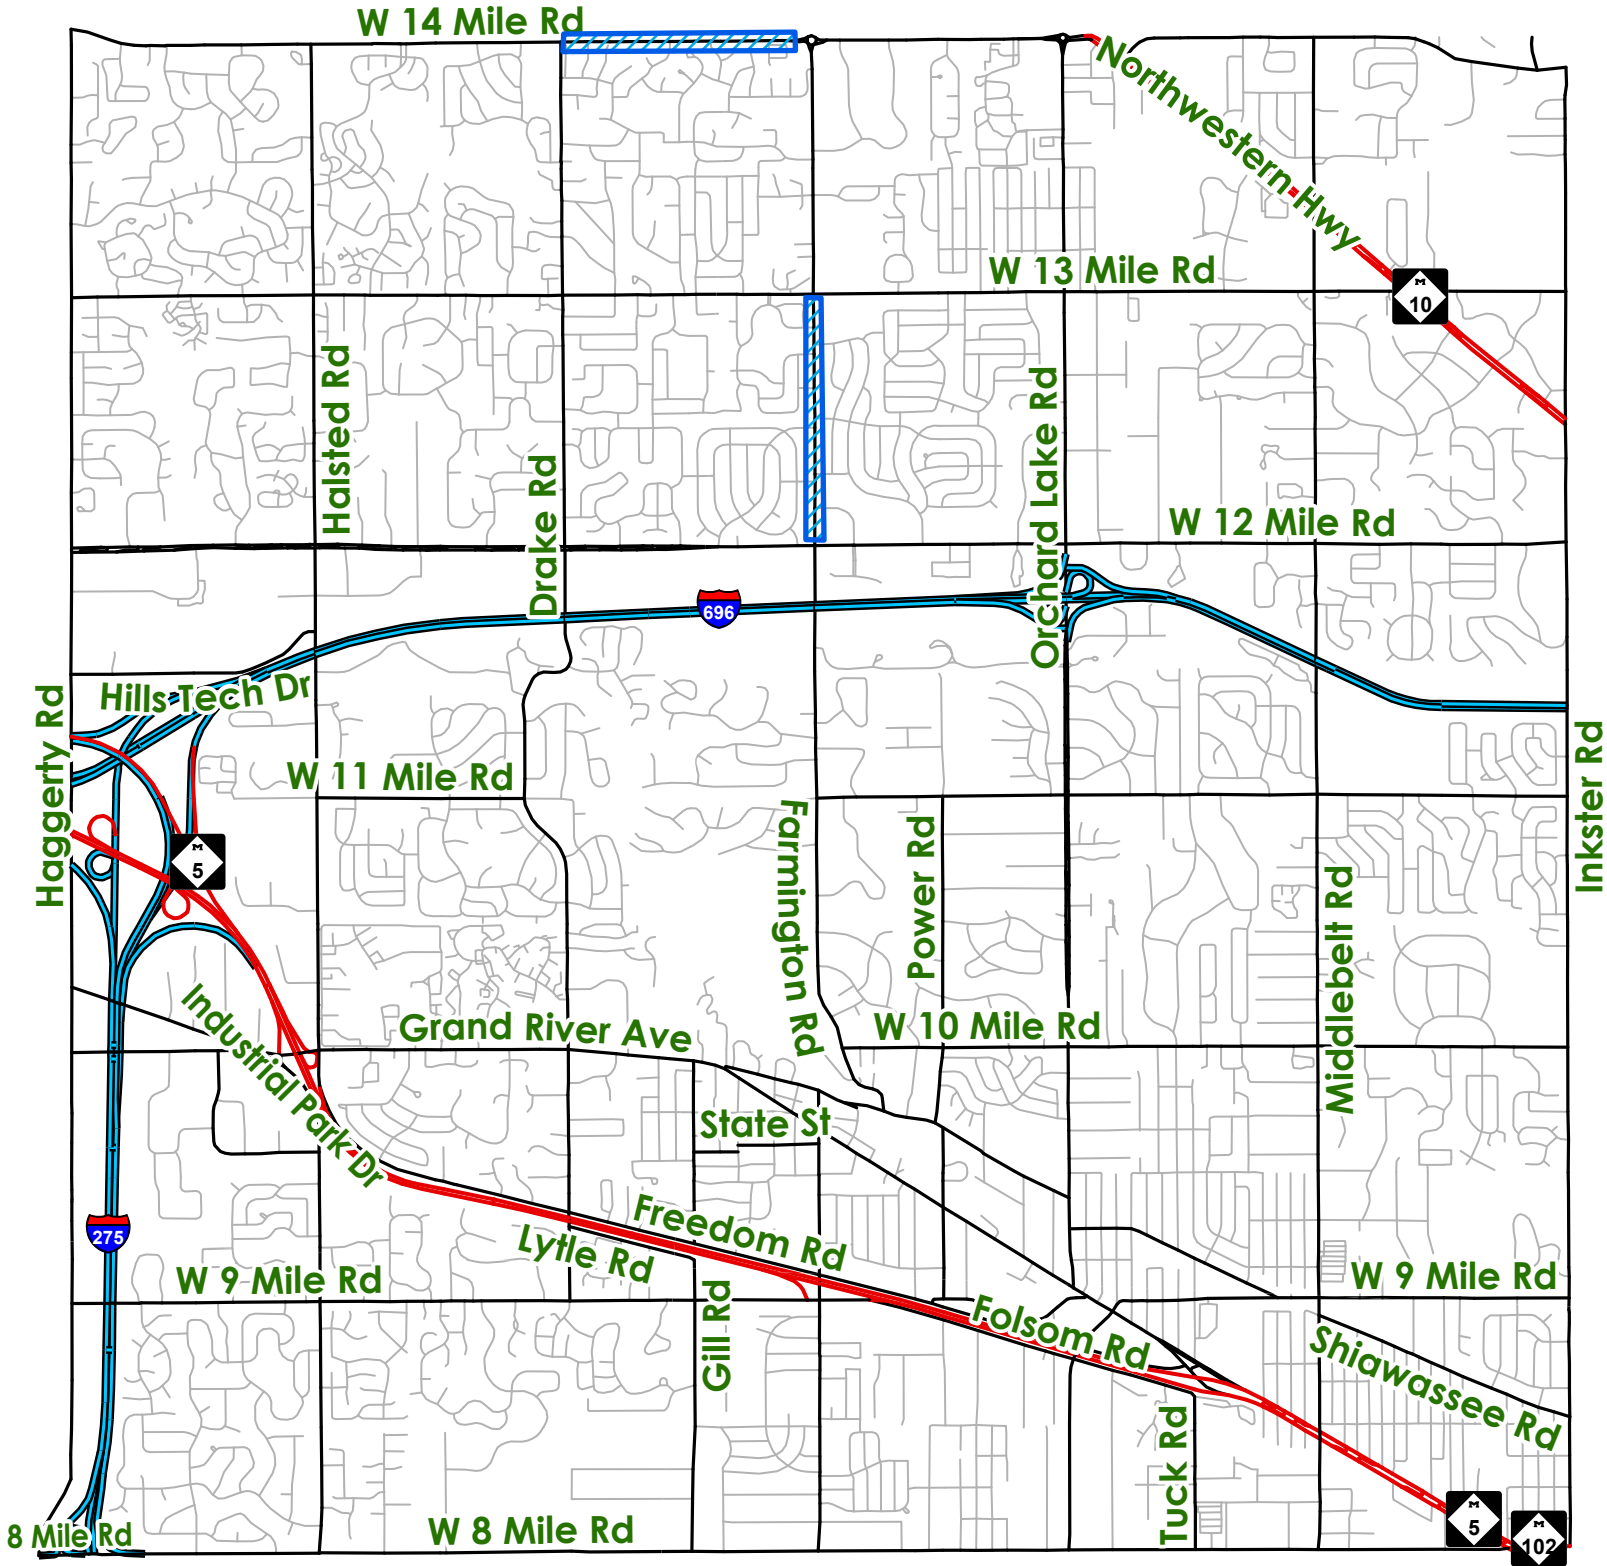 W 14 Mile Rd
Northwestern Hwy
W 13 Mile Rd
M
10
Halsted Rd
Drake Rd
Orchard Lake Rd
W 12 Mile Rd
696
Hills Tech Dr
Haggerty Rd
W 11 Mile Rd
Farmington Rd
Power Rd
Middlebelt Rd
Inkster Rd
M
5
Industrial Park Dr
Grand River Ave
W 10 Mile Rd
State St
275
Freedom Rd
Lytle Rd
W 9 Mile Rd
W 9 Mile Rd
Gill Rd
Folsom Rd
Shiawassee Rd
Tuck Rd
8 Mile Rd
W 8 Mile Rd
M
5
M
102